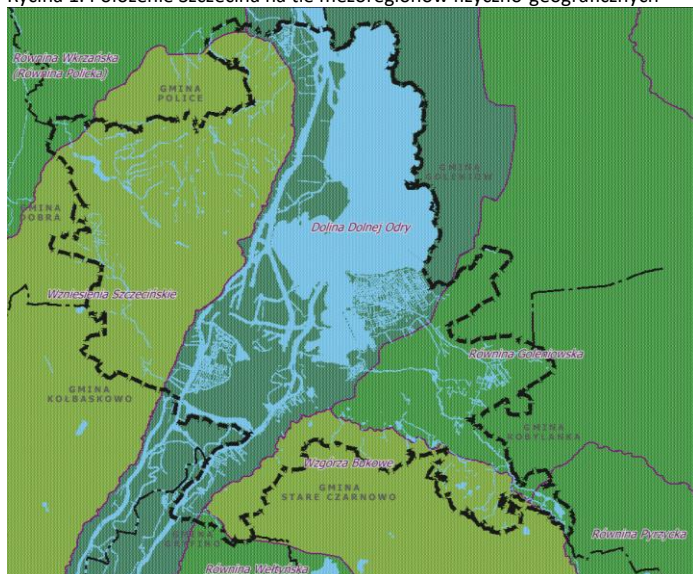 Rycina 1. Położenie Szczecina na tle mezoregionów fizyczno-geograficznych
Równina Wkrzańska
(Równina Policka)
GMINA
POLICE
GMINA
GOLENIÓW
GMINA
DOBRA
Dolina Dolnej Odry
Wzniesienia Szczecińskie
Równina Goleniowska
GMINA
KOŁBASKOWO
GMINA
KOBYLANKA
Wzgórza Bukowe
GMINA
STARE CZARNOWO
GMINA
GRYFINO
Równina Pyrzycka
Równina Wełtyńska